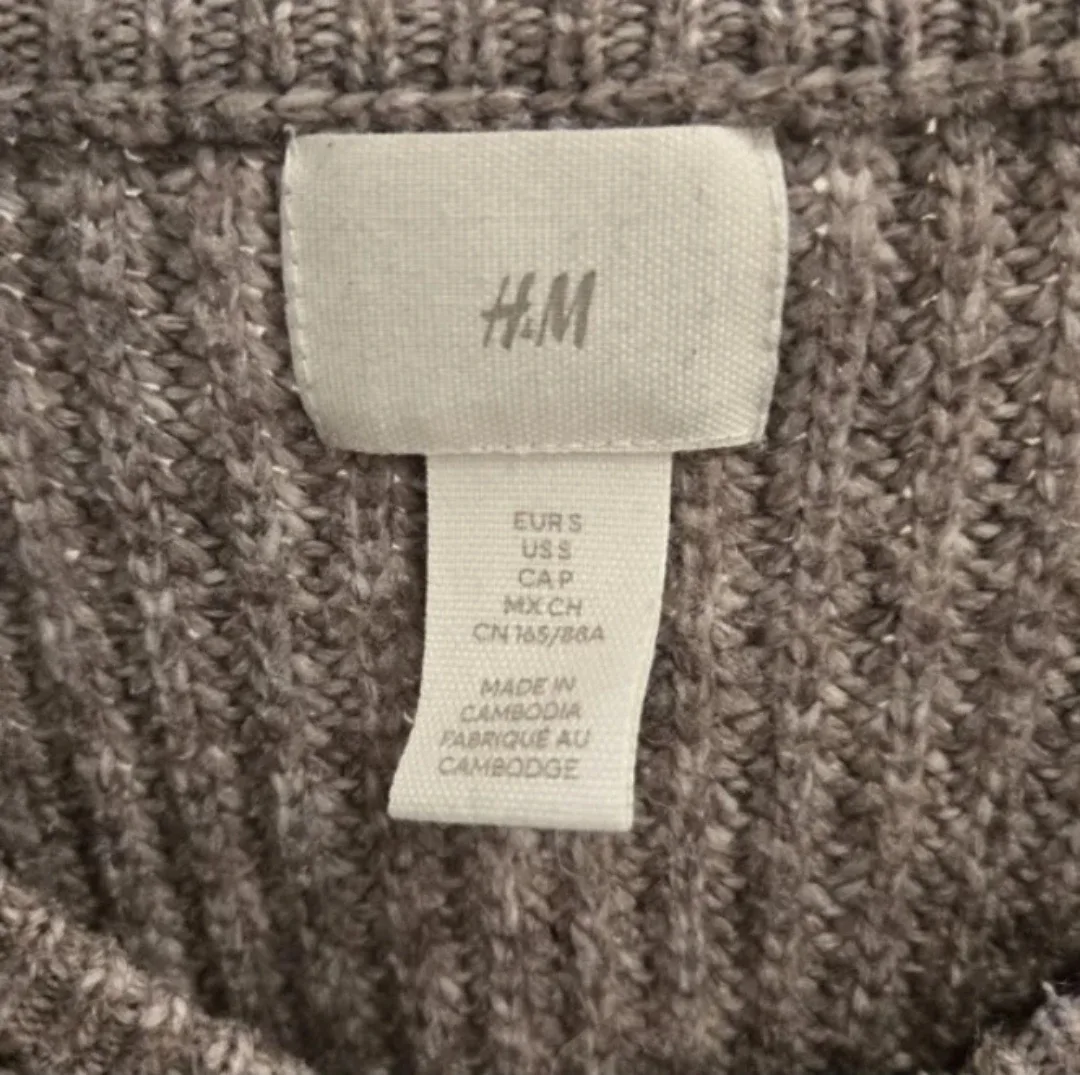 H&M
EUR S
US S
CA P
MX CH
CN 165/88A
MADE IN
CAMBODIA
FABRIQUÉ AU
CAMBODGE